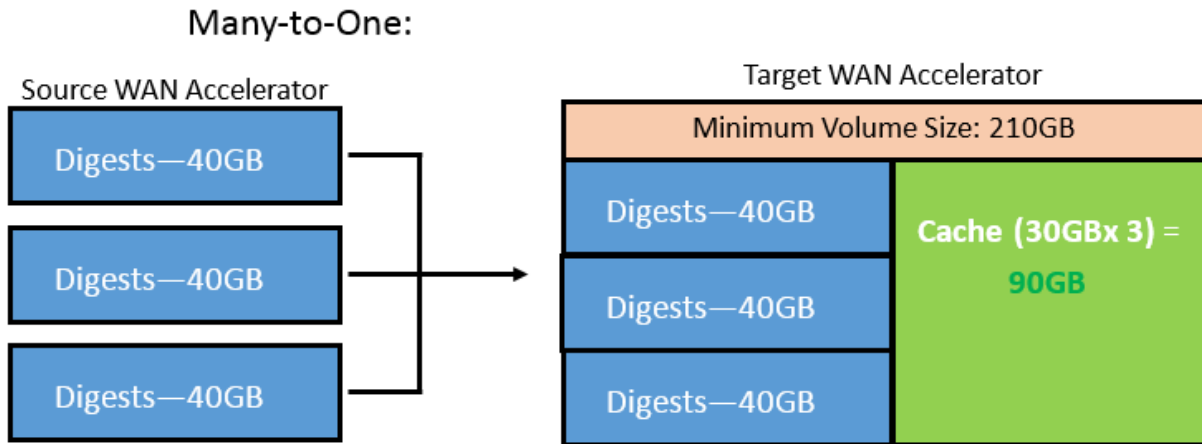 Many-to-One:
Source WAN Accelerator
Digests—40GB
Digests—40GB
Digests—40GB
Target WAN Accelerator
Minimum Volume Size: 210GB
Digests—40GB
Digests—40GB
Digests—40GB
Cache (30GBx 3) =
90GB